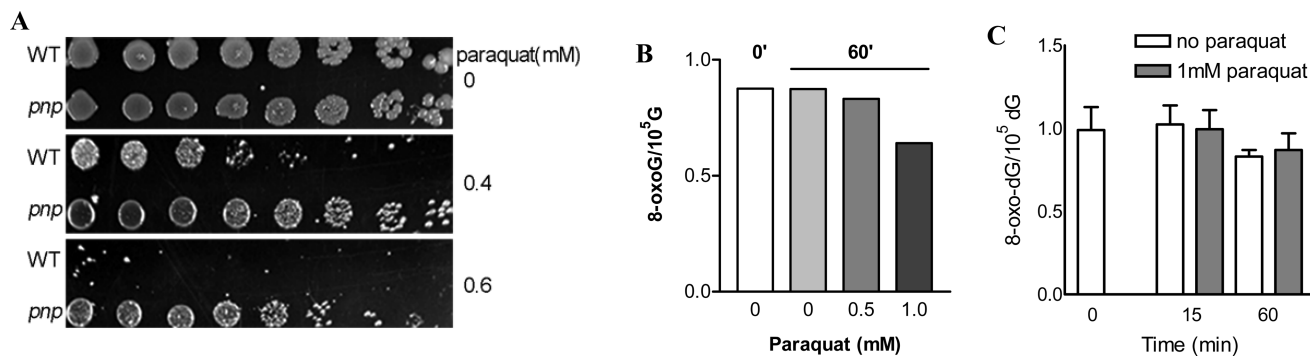 A
WT
paraquat(mM)
0
pnp
WT
0.4
pnp
WT
0.6
pnp
B
0' 60'
1.0
0.5
0.0
8-oxoG/10⁵G
0' 0 0.5 1.0
Paraquat (mM)
C
no paraquat
1mM paraquat
1.5
1.0
0.5
0.0
8-oxo-dG/10⁵ dG
0 15 60
Time (min)